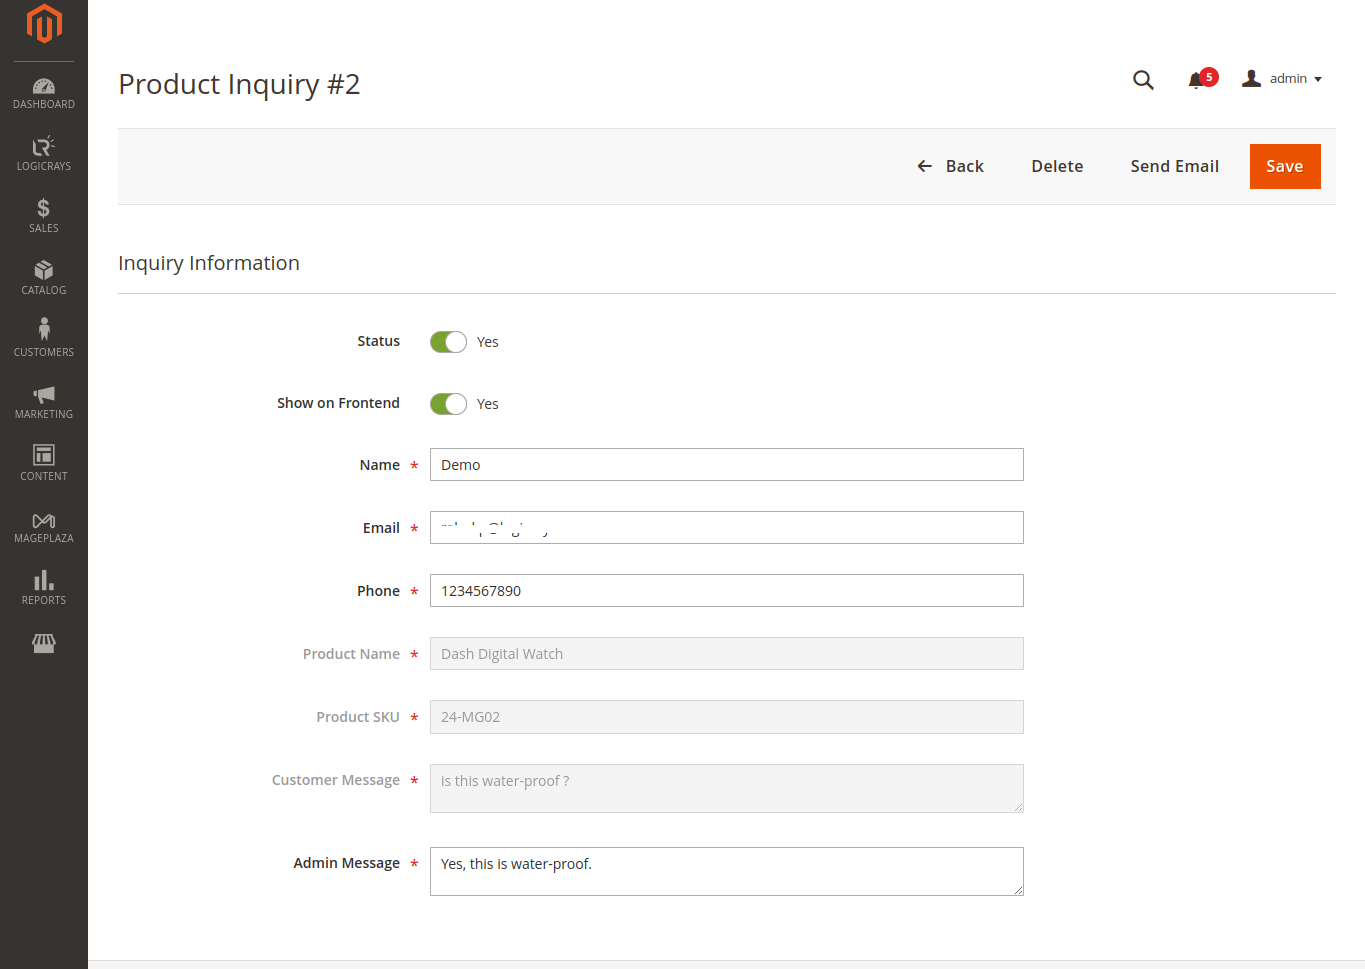 Product Inquiry #2
5
admin
Back
Delete
Send Email
Save
DASHBOARD
LOGICRAYS
SALES
CATALOG
CUSTOMERS
MARKETING
CONTENT
MAGEPLAZA
REPORTS
Inquiry Information
Status
Yes
Show on Frontend
Yes
Name *
Demo
Email *
Phone *
1234567890
Product Name *
Dash Digital Watch
Product SKU *
24-MG02
Customer Message *
is this water-proof ?
Admin Message *
Yes, this is water-proof.